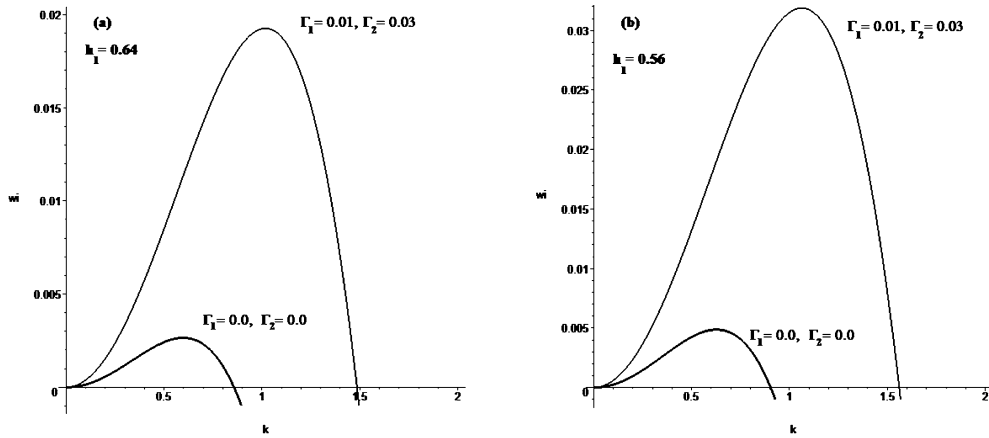 (a)
h₁ = 0.64
Γ₁ = 0.01, Γ₂ = 0.03
Γ₁ = 0.0, Γ₂ = 0.0
0.02
0.015
0.01
0.005
0
wi
0.5
1
1.5
2
k
(b)
h₁ = 0.56
Γ₁ = 0.01, Γ₂ = 0.03
Γ₁ = 0.0, Γ₂ = 0.0
0.03
0.025
0.02
0.015
0.01
0.005
0
wi
0.5
1
1.5
2
k